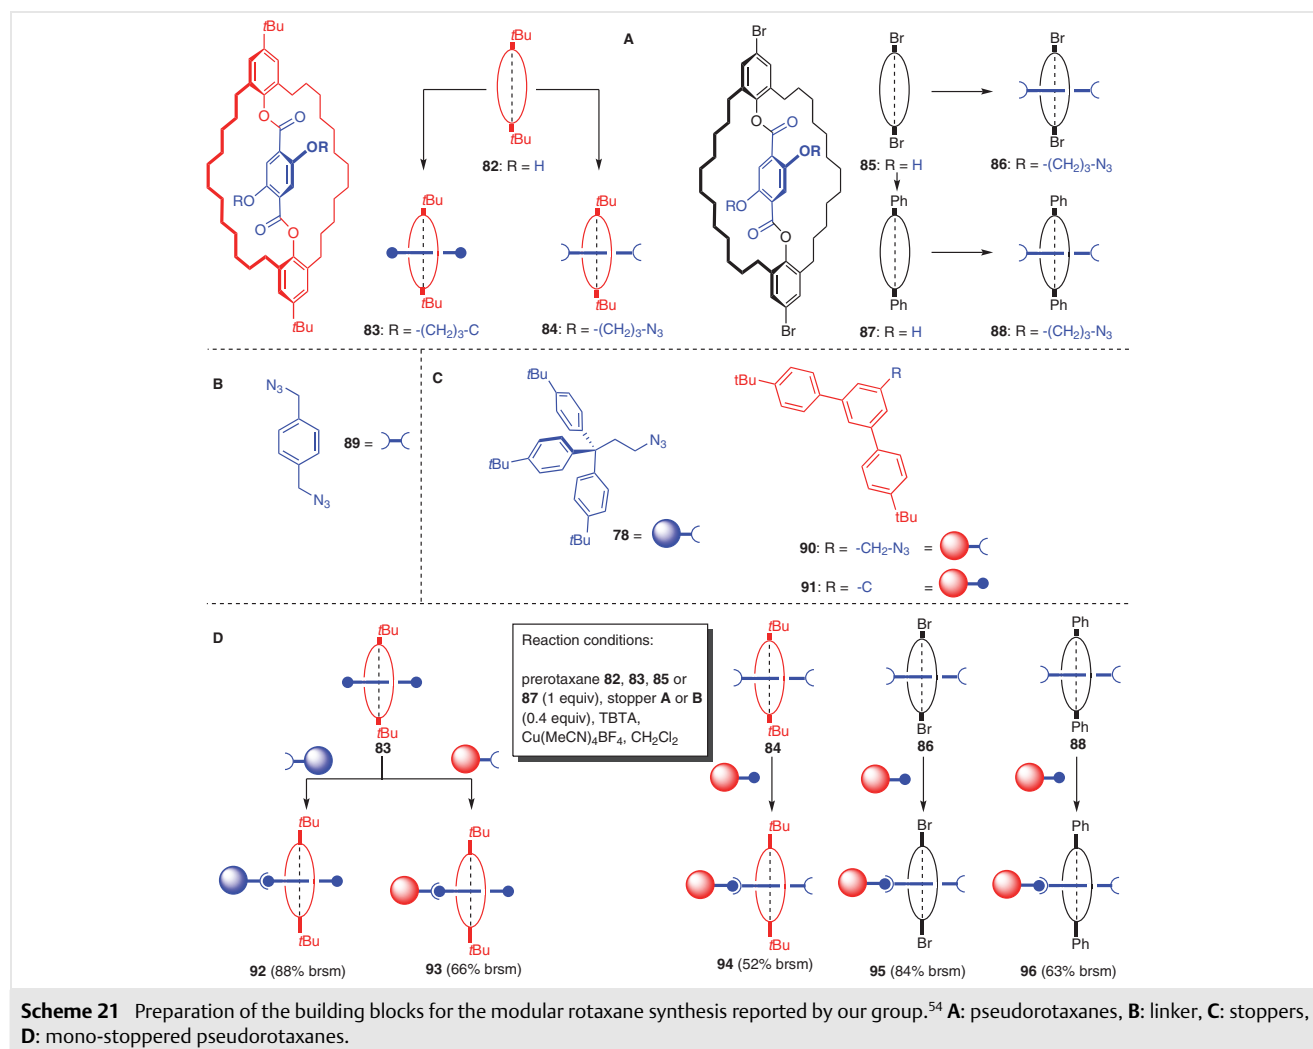 tBu
O
O
OR
RO
O
O
tBu
tBu
tBu
82: R = H
tBu
tBu
83: R = -(CH2)3-C
tBu
tBu
84: R = -(CH2)3-N3
A
Br
O
O
OR
RO
O
O
Br
Br
Br
85: R = H
Br
Br
86: R = -(CH2)3-N3
Ph
Ph
87: R = H
Ph
Ph
88: R = -(CH2)3-N3
B
N3
N3
89 =
C
tBu
tBu
N3
tBu
78 =
tBu
R
tBu
90: R = -CH2-N3 =
91: R = -C =
D
tBu
tBu
83
Reaction conditions:
prerotaxane 82, 83, 85 or
87 (1 equiv), stopper A or B
(0.4 equiv), TBTA,
Cu(MeCN)4BF4, CH2Cl2
tBu
tBu
84
Br
Br
86
Ph
Ph
88
tBu
tBu
92 (88% brsm)
tBu
tBu
93 (66% brsm)
tBu
tBu
94 (52% brsm)
Br
Br
95 (84% brsm)
Ph
Ph
96 (63% brsm)
Scheme 21 Preparation of the building blocks for the modular rotaxane synthesis reported by our group.54 A: pseudorotaxanes, B: linker, C: stoppers,
D: mono-stoppered pseudorotaxanes.